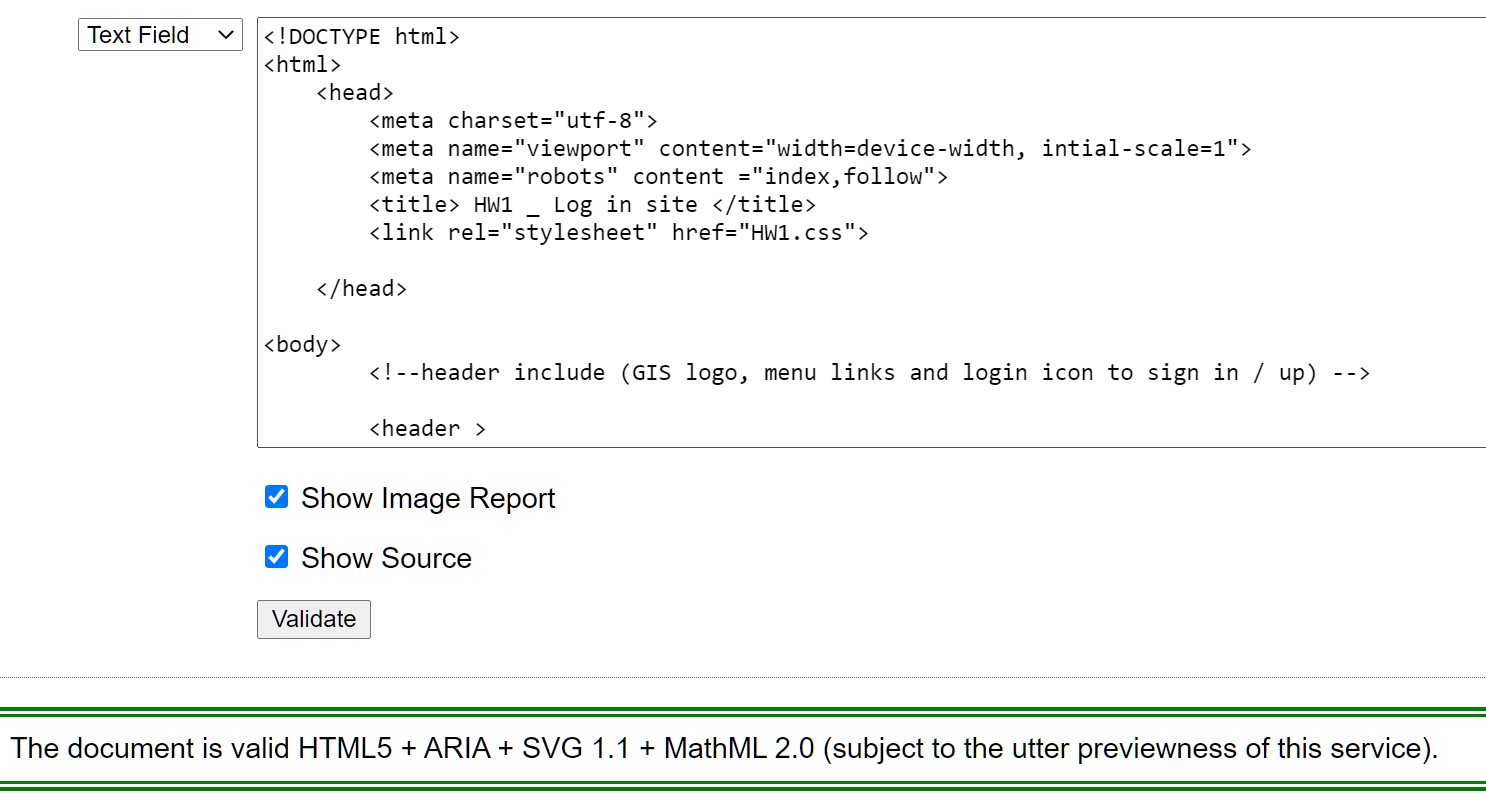 Text Field
<!DOCTYPE html>
<html>
    <head>
        <meta charset="utf-8">
        <meta name="viewport" content="width=device-width, intial-scale=1">
        <meta name="robots" content ="index,follow">
        <title> HW1 _ Log in site </title>
        <link rel="stylesheet" href="HW1.css">
    </head>
<body>
        <!--header include (GIS logo, menu links and login icon to sign in / up) -->
        <header >
Show Image Report
Show Source
Validate
The document is valid HTML5 + ARIA + SVG 1.1 + MathML 2.0 (subject to the utter previewness of this service).